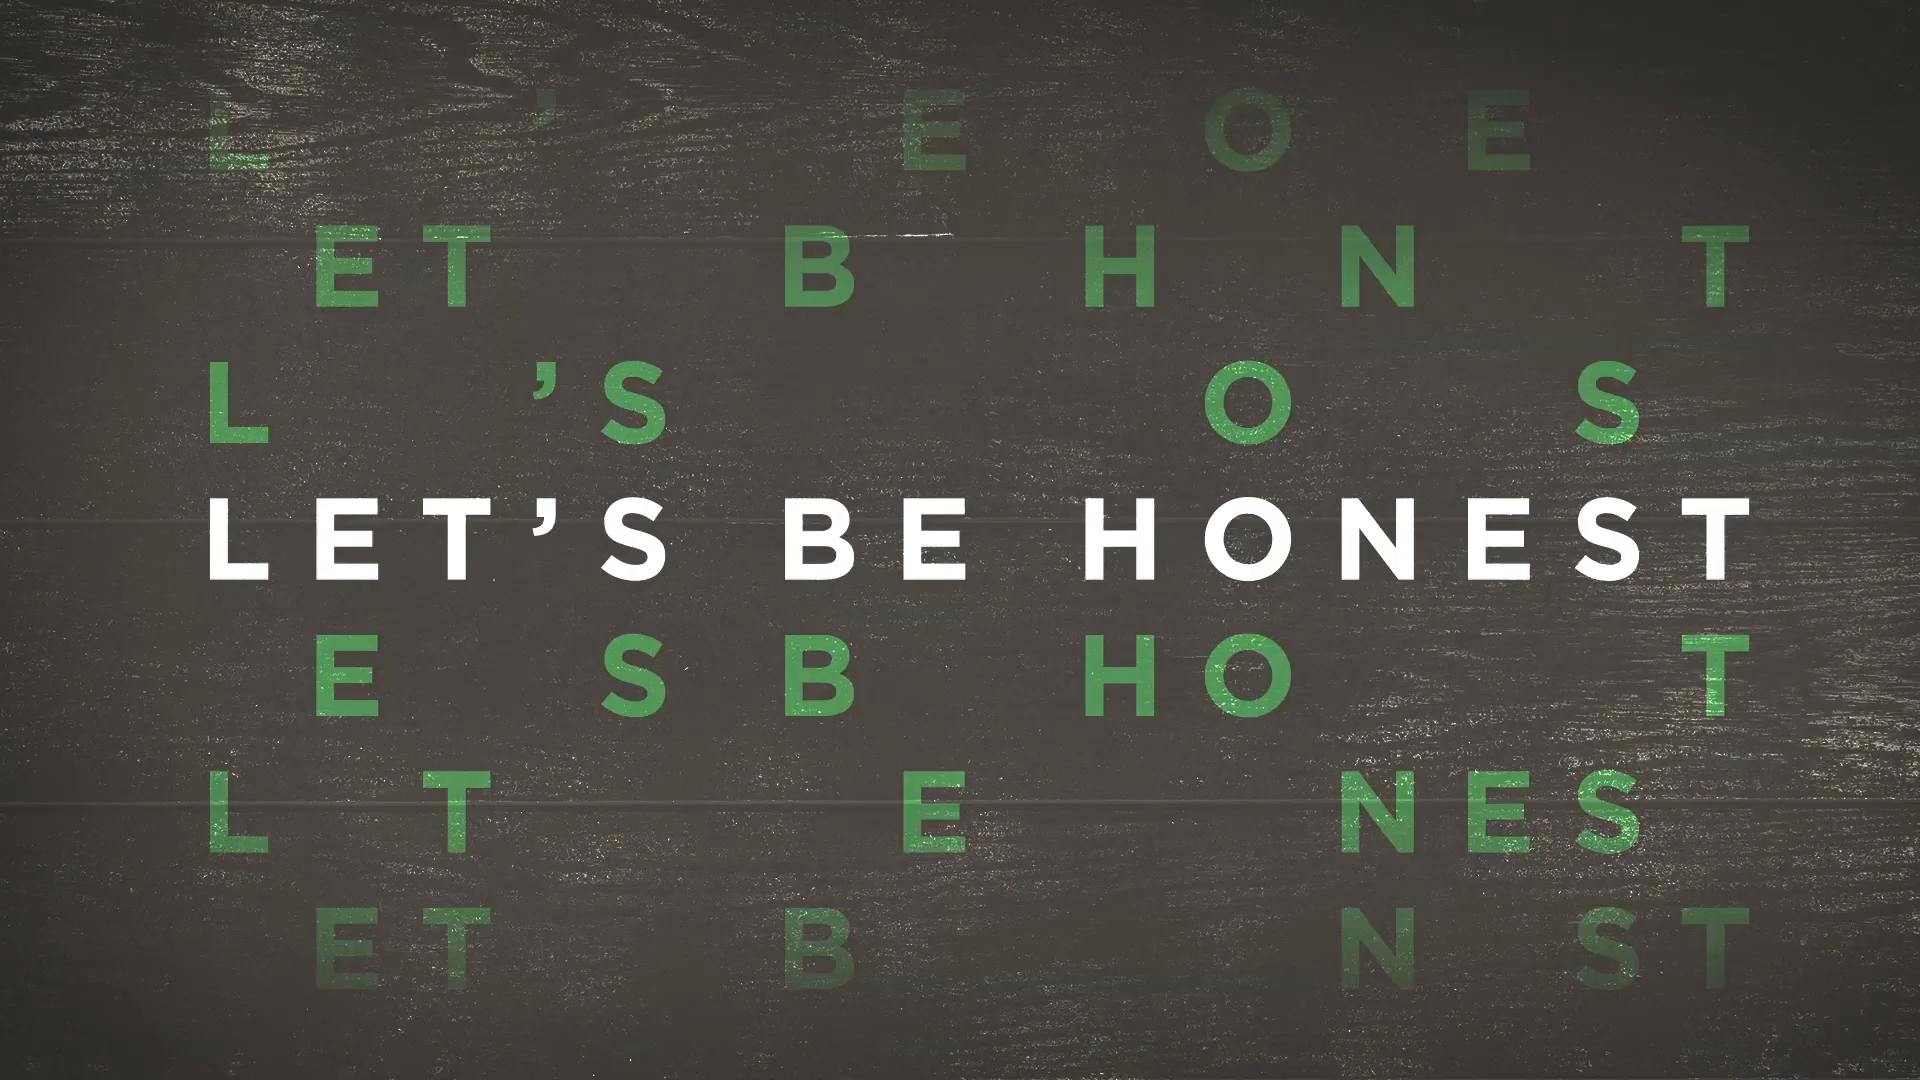 L ’ E O E
ET B H N T
L ’S O S
LET’S BE HONEST
E S B HO T
L T E NES
ET B N ST